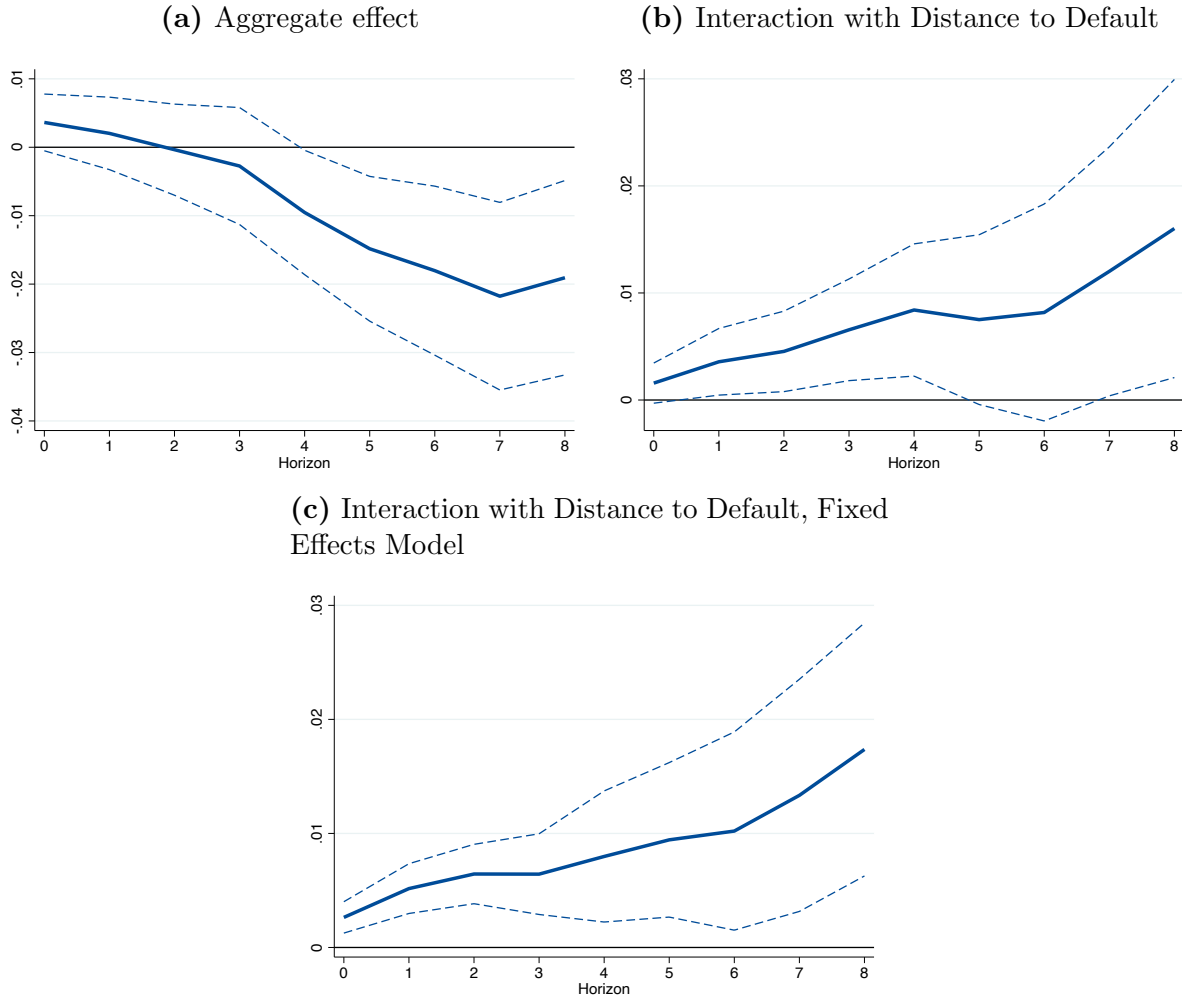 (a) Aggregate effect
.01
0
-.01
-.02
-.03
-.04
0 1 2 3 4 5 6 7 8
Horizon
(b) Interaction with Distance to Default
.03
.02
.01
0
0 1 2 3 4 5 6 7 8
Horizon
(c) Interaction with Distance to Default, Fixed
Effects Model
.03
.02
.01
0
0 1 2 3 4 5 6 7 8
Horizon